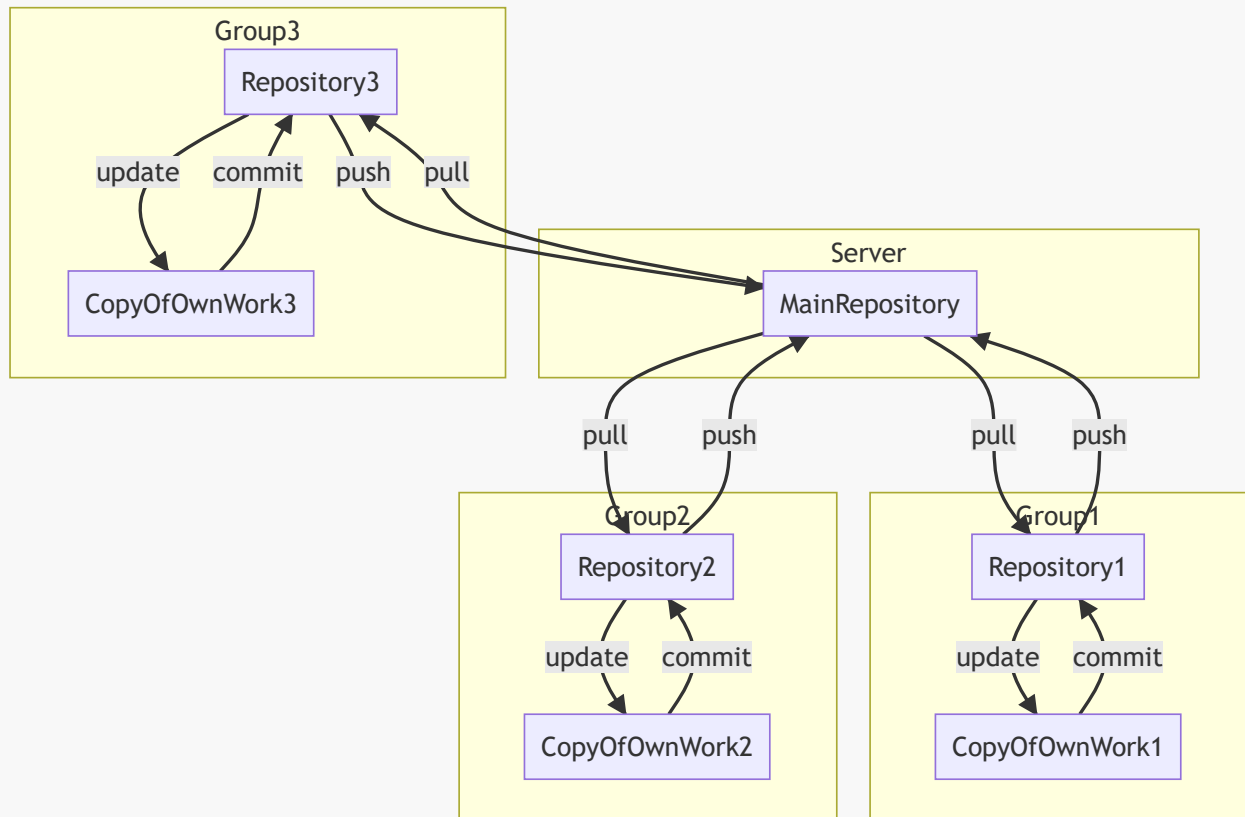 Group3
Repository3
update
commit
push
pull
CopyOfOwnWork3
Server
MainRepository
pull
push
pull
push
Group2
Repository2
update
commit
CopyOfOwnWork2
Group1
Repository1
update
commit
CopyOfOwnWork1